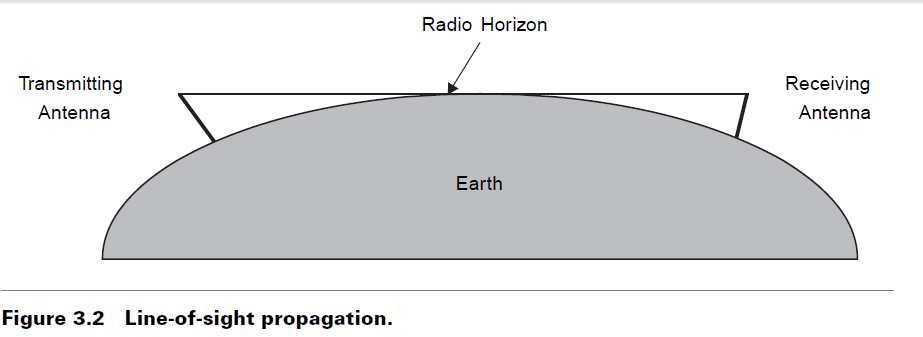 Radio Horizon
Transmitting
Antenna
Receiving
Antenna
Earth
Figure 3.2 Line-of-sight propagation.